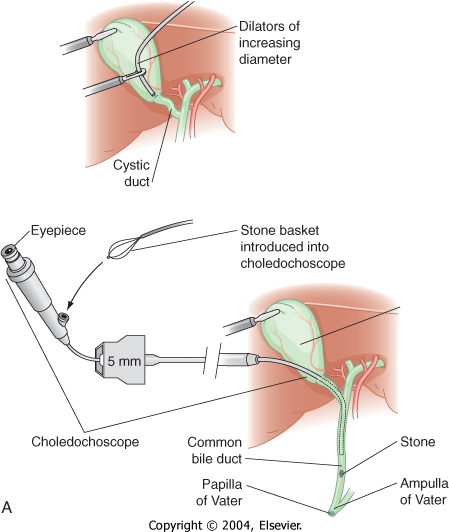 Dilators of
increasing
diameter
Cystic
duct
Eyepiece
Stone basket
introduced into
choledochoscope
5 mm
Choledochoscope
Common
bile duct
Stone
Papilla
of Vater
Ampulla
of Vater
A
Copyright © 2004, Elsevier.